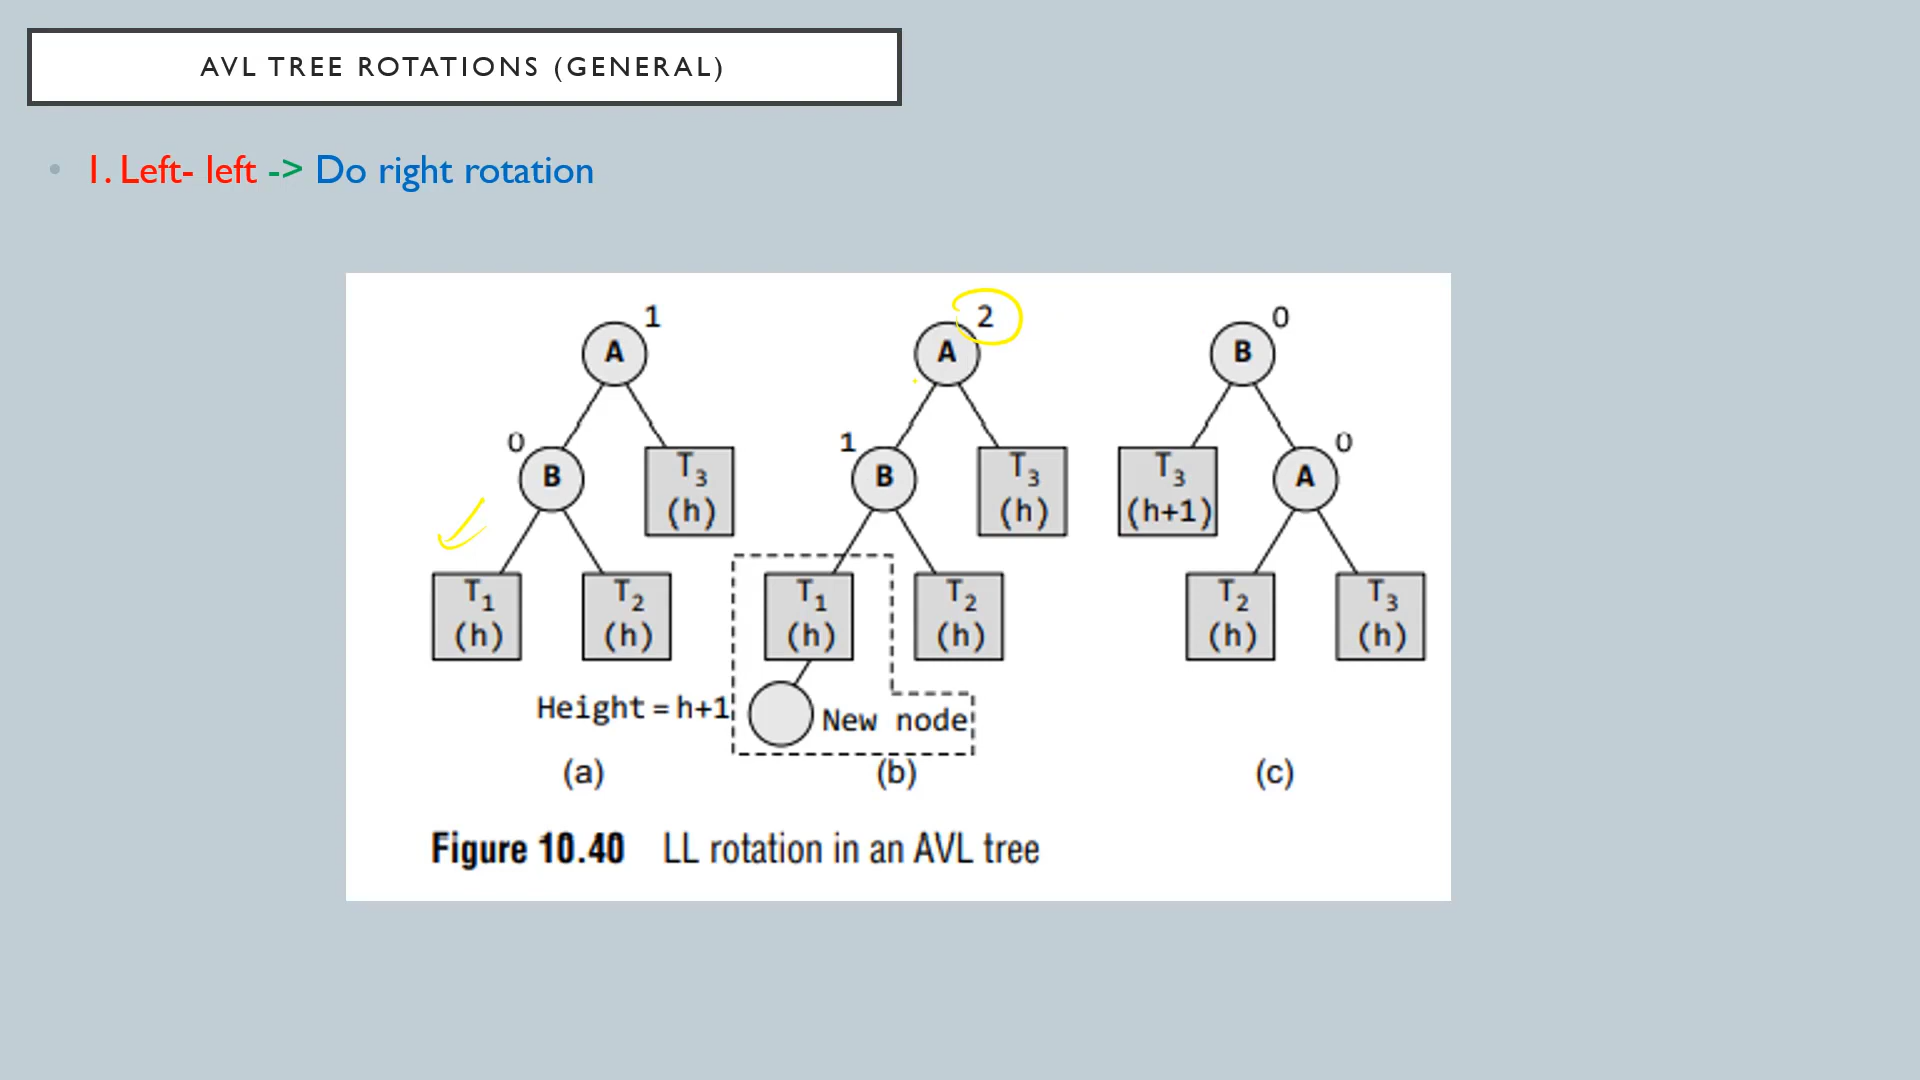 AVL TREE ROTATIONS (GENERAL)
• 1. Left- left -> Do right rotation
1
A
0
B
T3
(h)
T1
(h)
T2
(h)
Height = h+1
(a)
2
A
1
B
T3
(h)
T1
(h)
T2
(h)
New node
(b)
0
B
T3
(h+1)
0
A
T2
(h)
T3
(h)
(c)
Figure 10.40 LL rotation in an AVL tree